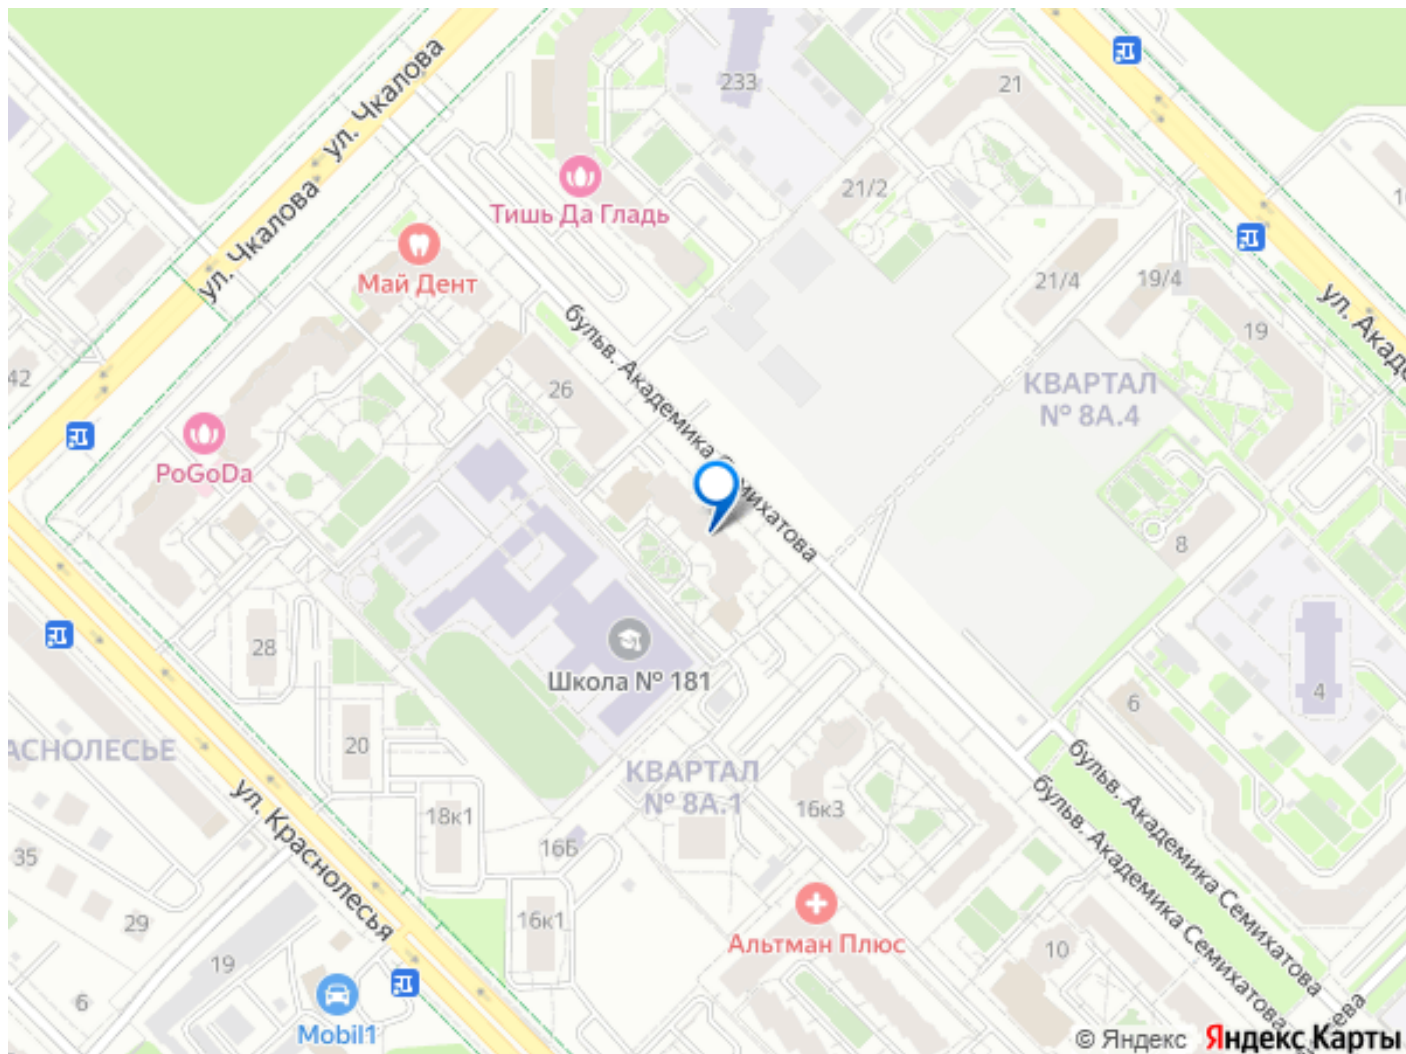 ул. Чкалова
ул. Чкалова
233
21
21/2
Тишь Да Гладь
Май Дент
21/4
19/4
19
ул. Акаде
бульв. Академика Семихатова
42
26
КВАРТАЛ
№ 8А.4
PoGoDa
8
28
Школа № 181
4
6
АСНОЛЕСЬЕ
20
КВАРТАЛ
№ 8А.1
бульв. Академика Семихатова
бульв. Академика Семихатова
ул. Краснолесья
18к1
16к3
16Б
35
29
16к1
Альтман Плюс
19
10
6
Mobil1
ева
© Яндекс Яндекс Карты